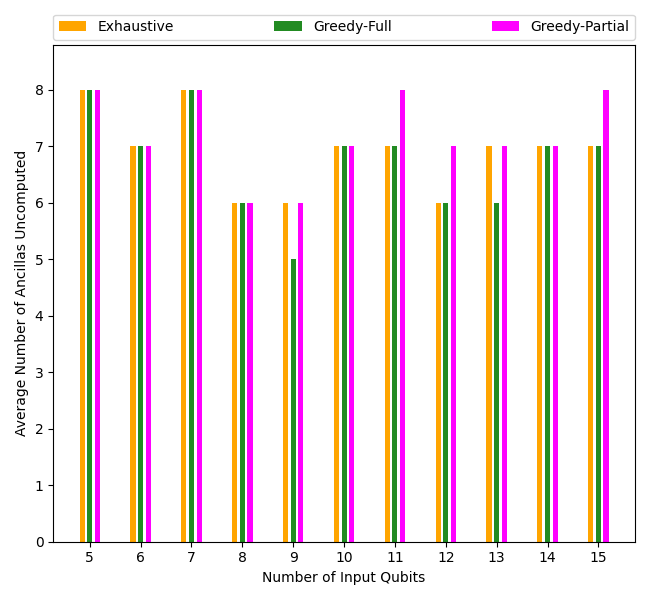 Exhaustive Greedy-Full Greedy-Partial
Average Number of Ancillas Uncomputed
8
7
6
5
4
3
2
1
0
5 6 7 8 9 10 11 12 13 14 15
Number of Input Qubits